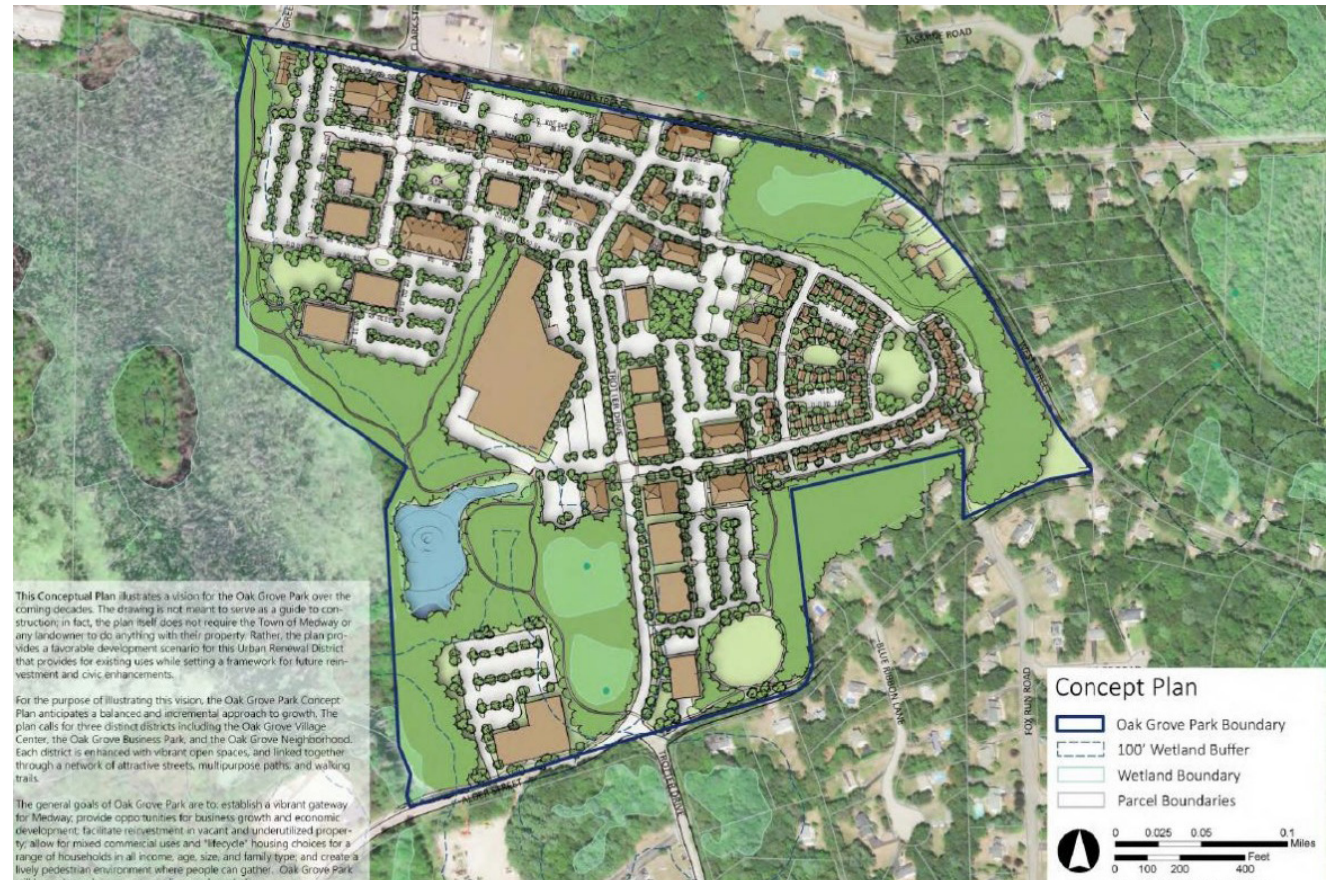 TROTTER DRIVE
This Conceptual Plan illustrates a vision for the Oak Grove Park over the
coming decades. The drawing is not meant to serve as a guide to con-
struction; in fact, the plan itself does not require the Town of Medway or
any landowner to do anything with their property. Rather, the plan pro-
vides a favorable development scenario for this Urban Renewal District
that provides for existing uses while setting a framework for future rein-
vestment and civic enhancements.
For the purpose of illustrating this vision, the Oak Grove Park Concept
Plan anticipates a balanced and incremental approach to growth. The
plan calls for three distinct districts including the Oak Grove Village
Center, the Oak Grove Business Park, and the Oak Grove Neighborhood.
Each district is enhanced with vibrant open spaces, and linked together
through a network of attractive streets, multipurpose paths, and walking
trails.
The general goals of Oak Grove Park are to: establish a vibrant gateway
for Medway; provide opportunities for business growth and economic
development; facilitate reinvestment in vacant and underutilized proper-
ty; allow for mixed commercial uses and "lifecycle" housing choices for a
range of households in all income, age, size, and family type; and create a
lively pedestrian environment where people can gather. Oak Grove Park
ALDER STREET
TROTTER DRIVE
BLUE RIBBON LANE
FOX RUN ROAD
Concept Plan
Oak Grove Park Boundary
100' Wetland Buffer
Wetland Boundary
Parcel Boundaries
0 0.025 0.05 0.1
Miles
Feet
0 100 200 400